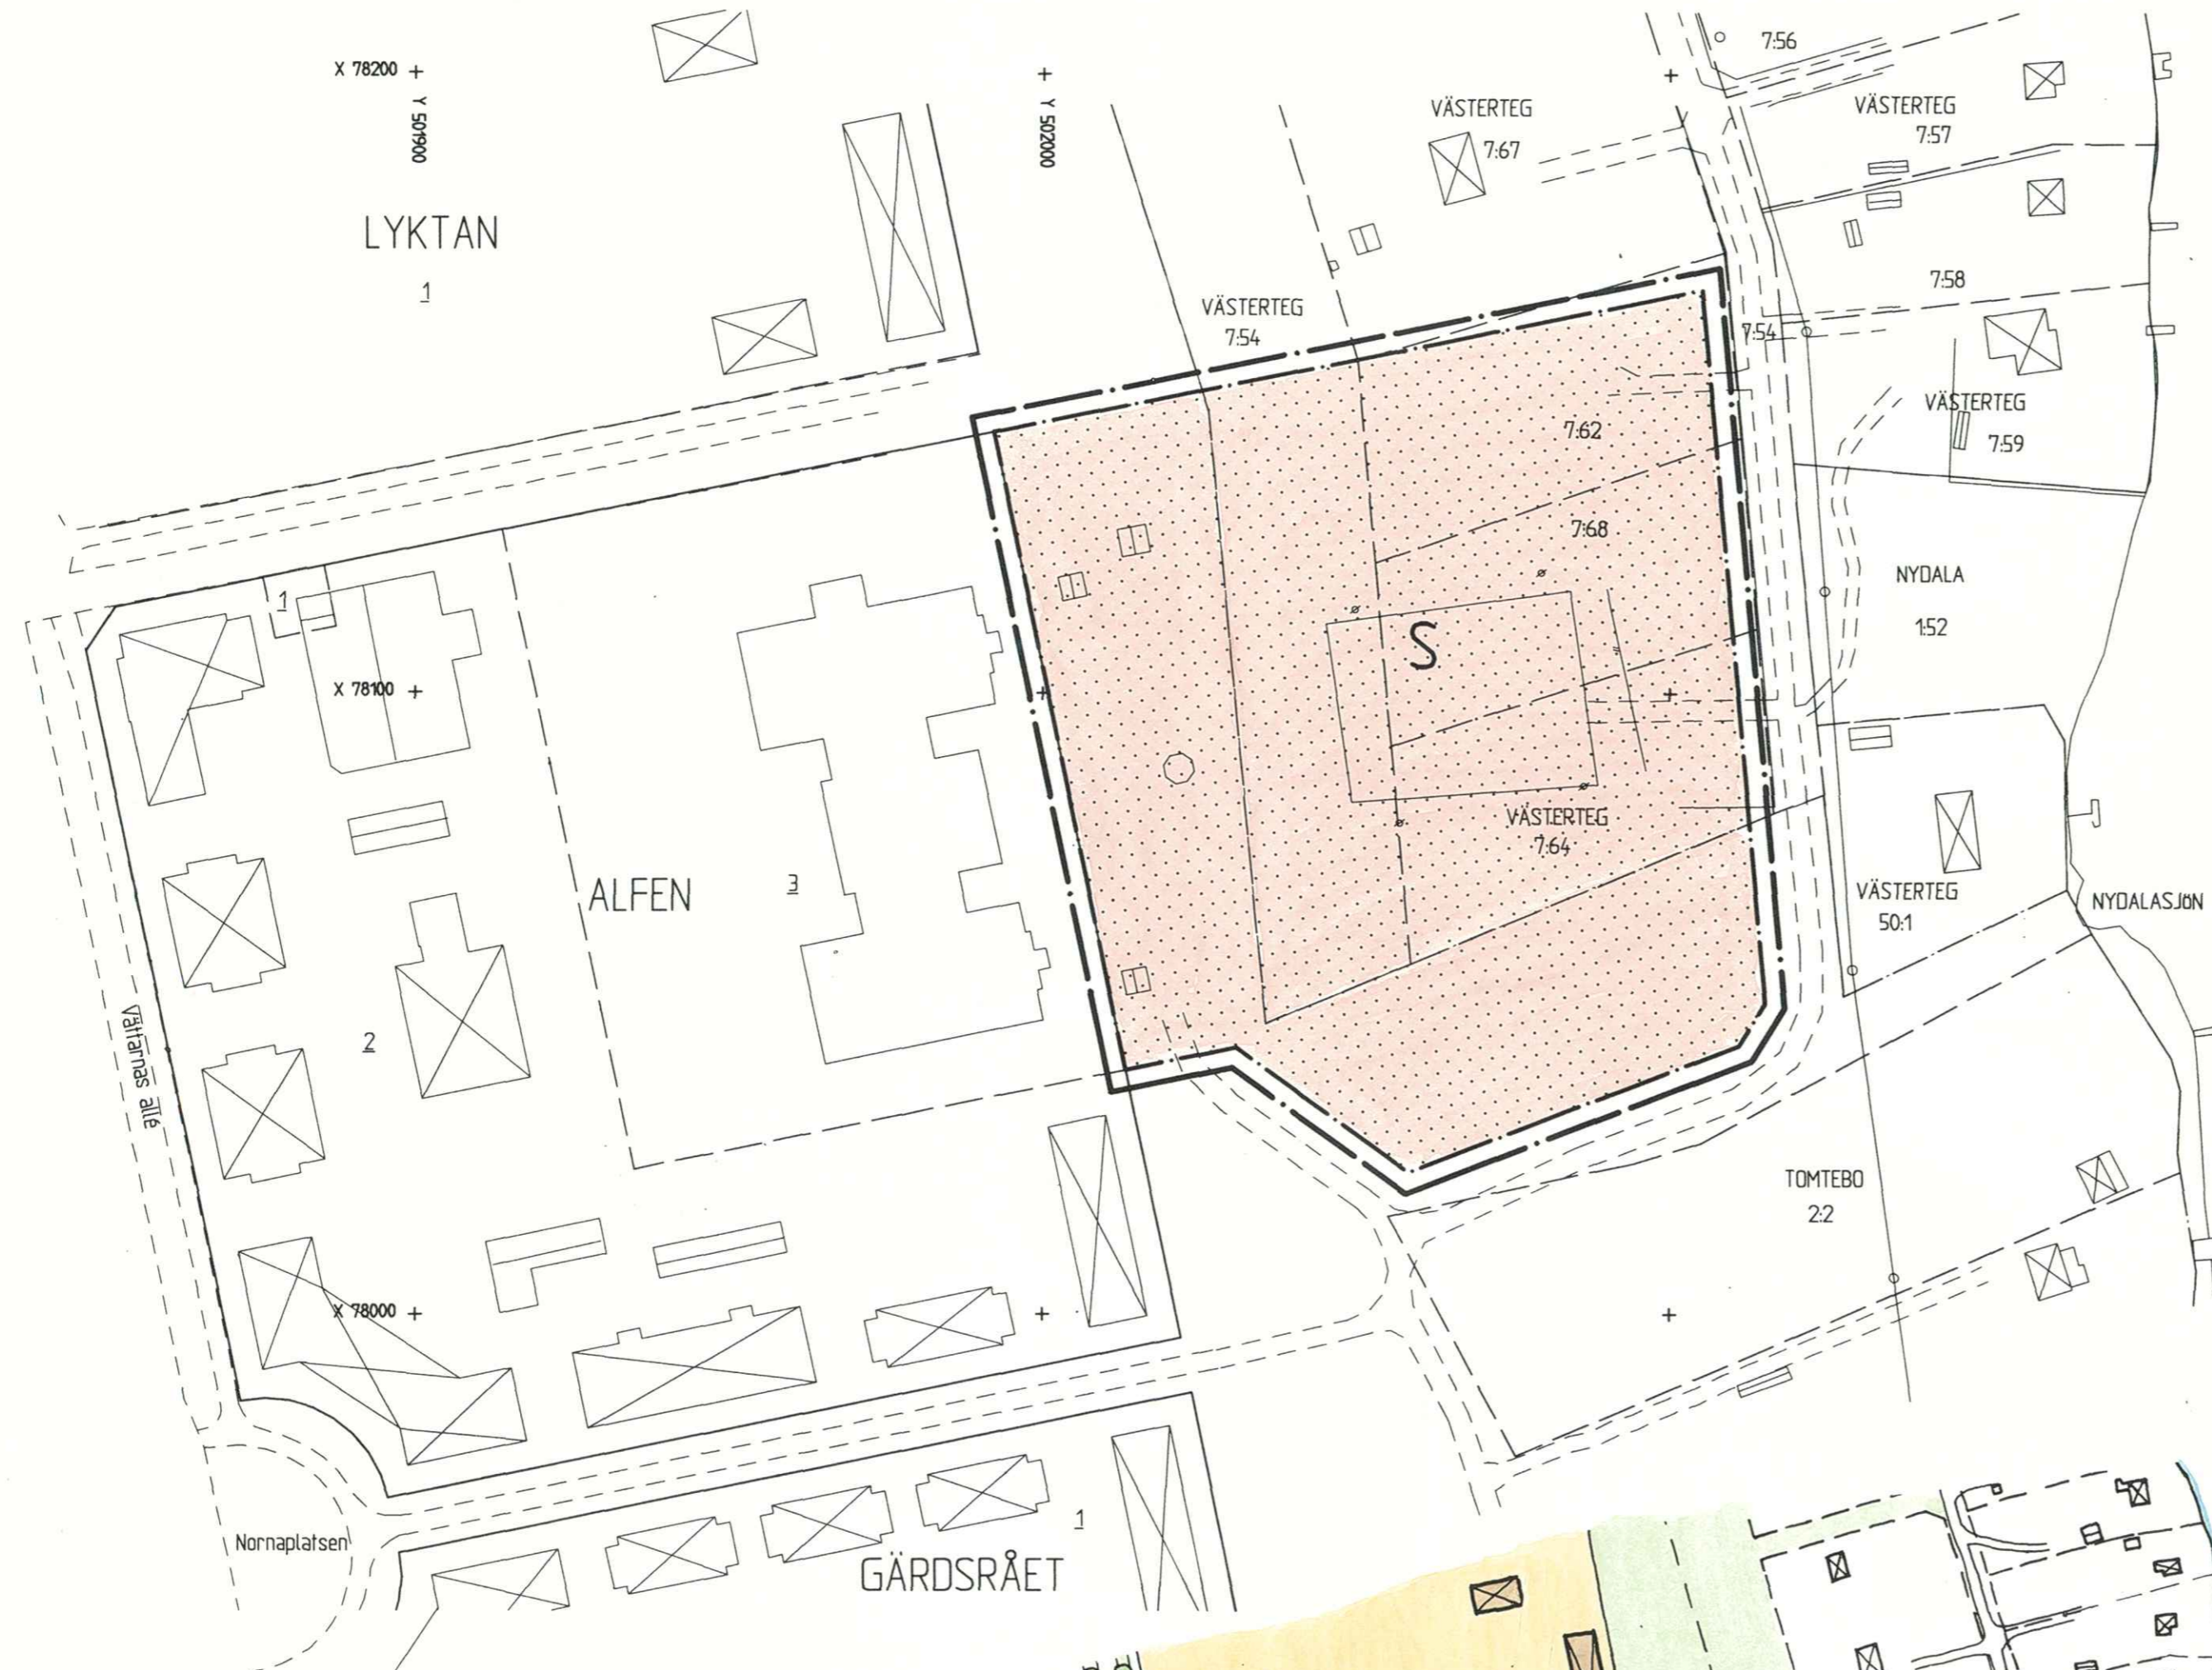 7:56
X 78200
Y 501900
Y 502000
VÄSTERTEG
7:67
VÄSTERTEG
7:57
LYKTAN
1
VÄSTERTEG
7:54
7:58
7:54
VÄSTERTEG
7:59
7:62
7:68
NYDALA
1:52
1
S
X 78100
VÄSTERTEG
7:64
ALFEN
3
VÄSTERTEG
50:1
NYDALASJÖN
Vättarnas allé
2
TOMTEBO
2:2
X 78000
Nornaplatsen
1
GÄRDSRÅET